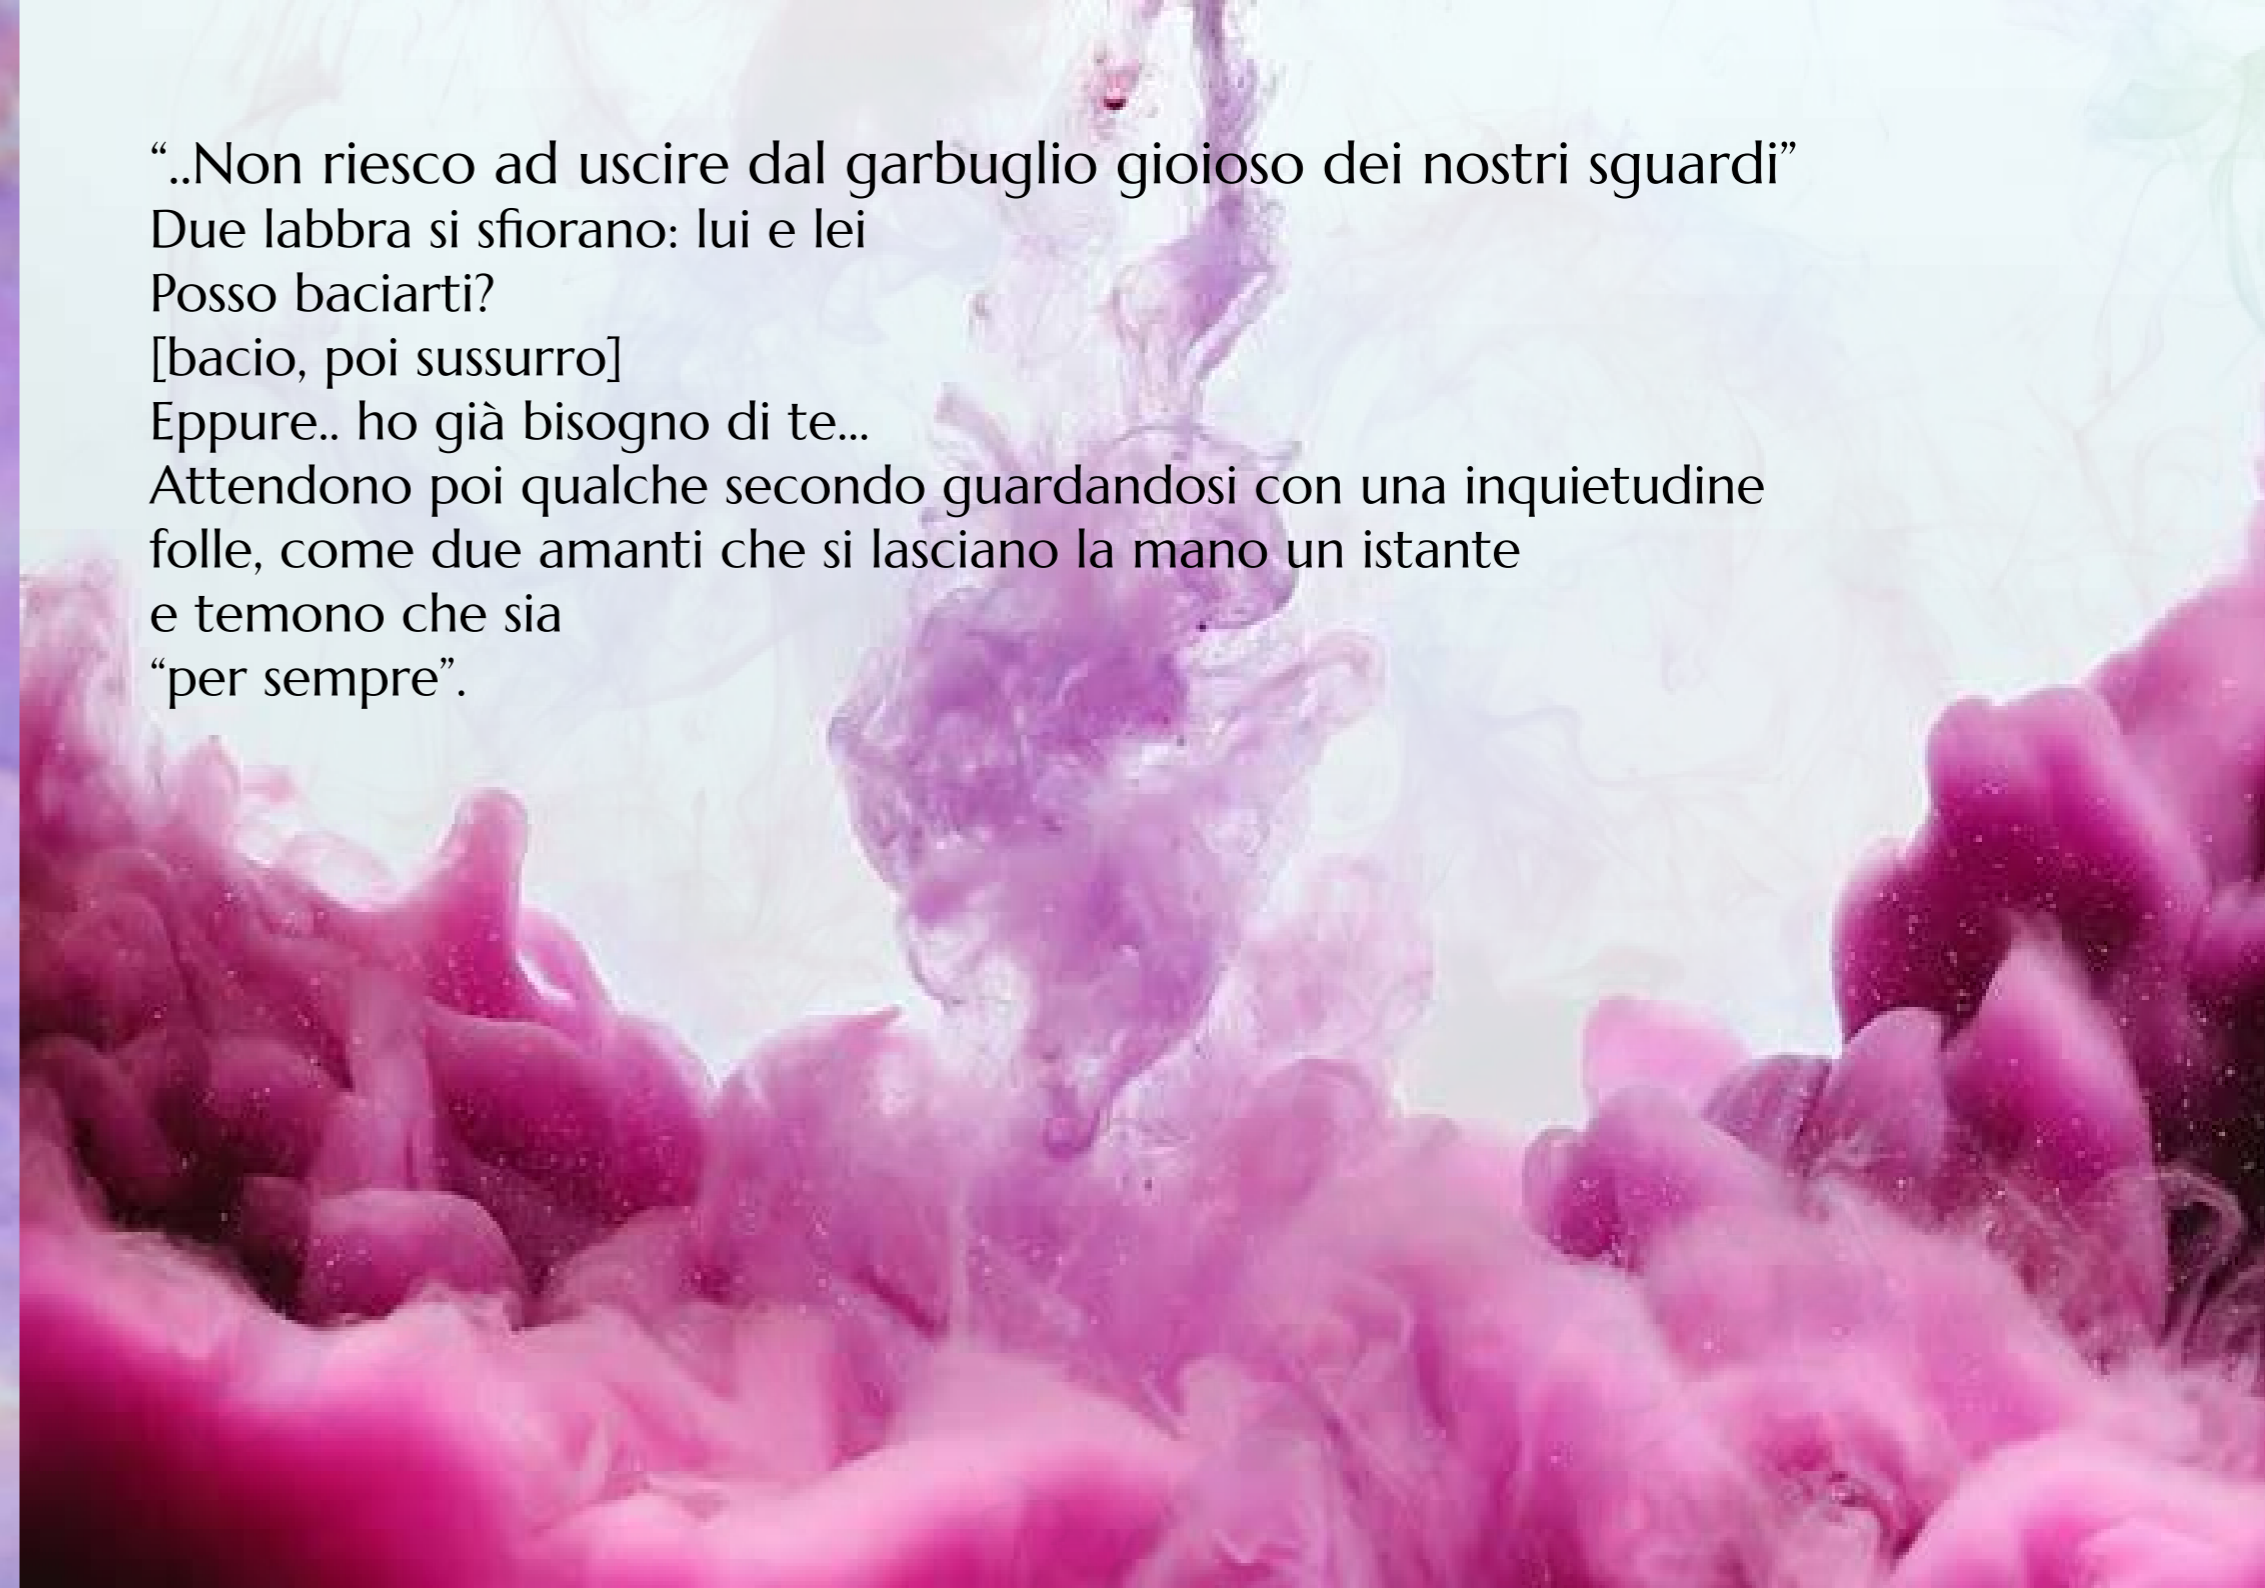 “..Non riesco ad uscire dal garbuglio gioioso dei nostri sguardi”
Due labbra si sfiorano: lui e lei
Posso baciarti?
[bacio, poi sussurro]
Eppure.. ho già bisogno di te...
Attendono poi qualche secondo guardandosi con una inquietudine
folle, come due amanti che si lasciano la mano un istante
e temono che sia
“per sempre”.